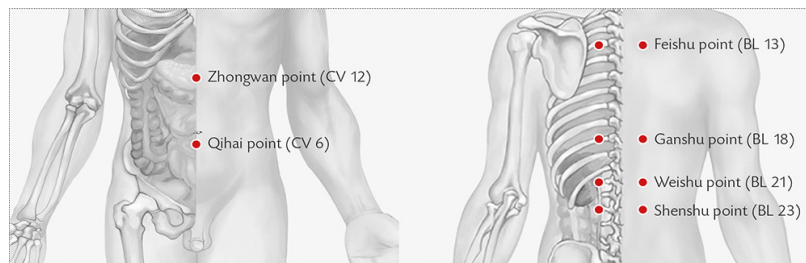 Zhongwan point (CV 12)
Qihai point (CV 6)
Feishu point (BL 13)
Ganshu point (BL 18)
Weishu point (BL 21)
Shenshu point (BL 23)